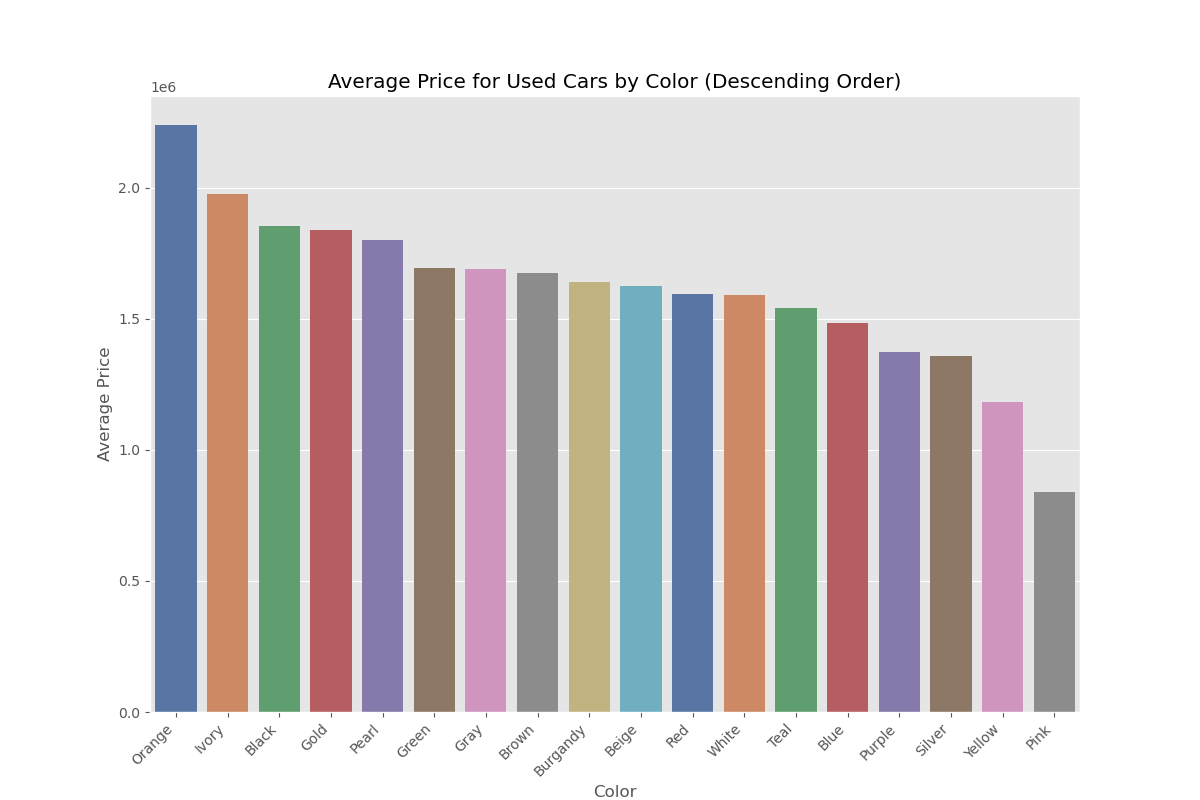 Average Price for Used Cars by Color (Descending Order)
1e6
2.0
1.5
1.0
0.5
0.0
Average Price
Orange
Ivory
Black
Gold
Pearl
Green
Gray
Brown
Burgandy
Beige
Red
White
Teal
Blue
Purple
Silver
Yellow
Pink
Color